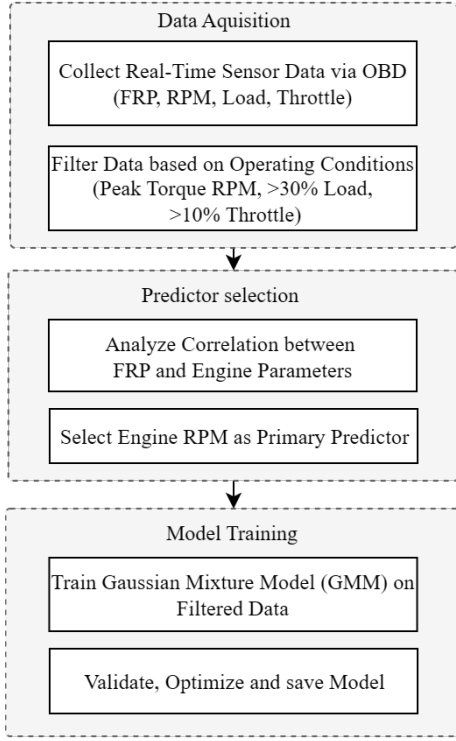 Data Aquisition
Collect Real-Time Sensor Data via OBD
(FRP, RPM, Load, Throttle)
Filter Data based on Operating Conditions
(Peak Torque RPM, >30% Load,
>10% Throttle)
Predictor selection
Analyze Correlation between
FRP and Engine Parameters
Select Engine RPM as Primary Predictor
Model Training
Train Gaussian Mixture Model (GMM) on
Filtered Data
Validate, Optimize and save Model